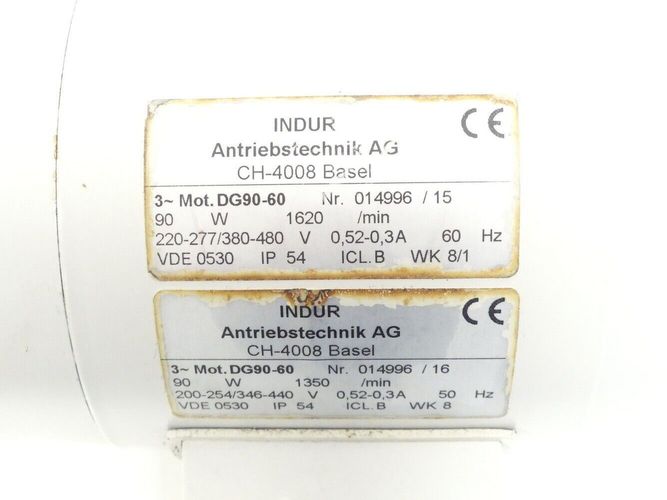 INDUR CE
Antriebstechnik AG
CH-4008 Basel
3~ Mot. DG90-60 Nr. 014996 / 15
90 W 1620 /min
220-277/380-480 V 0,52-0,3A 60 Hz
VDE 0530 IP 54 ICL.B WK 8/1
INDUR CE
Antriebstechnik AG
CH-4008 Basel
3~ Mot. DG90-60 Nr. 014996 / 16
90 W 1350 /min
200-254/346-440 V 0,52-0,3A 50 Hz
VDE 0530 IP 54 ICL.B WK 8